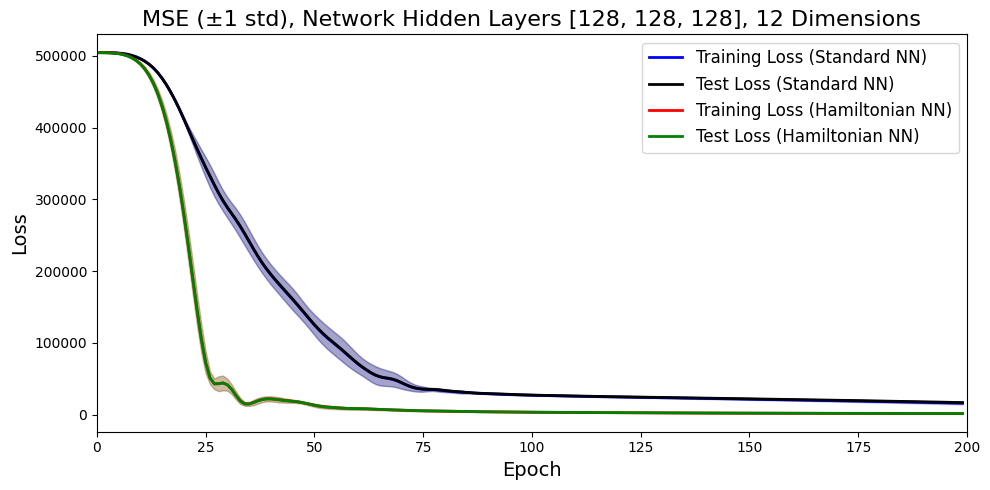 MSE (±1 std), Network Hidden Layers [128, 128, 128], 12 Dimensions
Training Loss (Standard NN)
Test Loss (Standard NN)
Training Loss (Hamiltonian NN)
Test Loss (Hamiltonian NN)
Loss
500000
400000
300000
200000
100000
0
0 25 50 75 100 125 150 175 200
Epoch